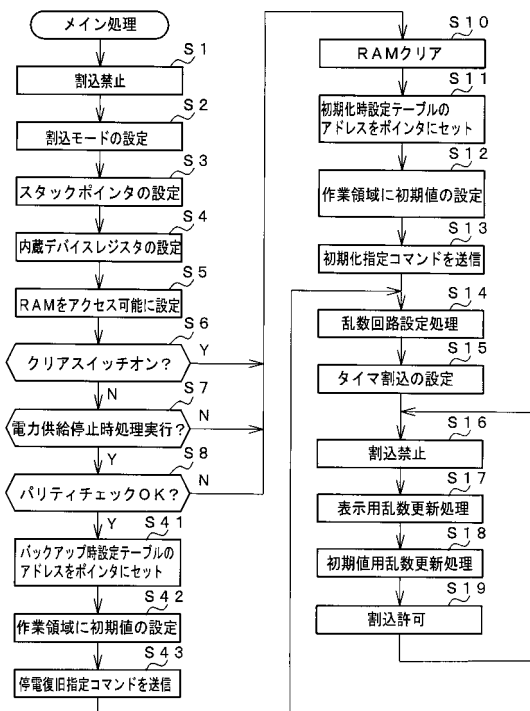 メイン処理
S1
割込禁止
S2
割込モードの設定
S3
スタックポインタの設定
S4
内蔵デバイスレジスタの設定
S5
RAMをアクセス可能に設定
S6
クリアスイッチオン？
Y
N
S7
電力供給停止時処理実行？
N
Y
S8
パリティチェックOK？
N
Y
S41
バックアップ時設定テーブルの
アドレスをポインタにセット
S42
作業領域に初期値の設定
S43
停電復旧指定コマンドを送信
S10
RAMクリア
S11
初期化時設定テーブルの
アドレスをポインタにセット
S12
作業領域に初期値の設定
S13
初期化指定コマンドを送信
S14
乱数回路設定処理
S15
タイマ割込の設定
S16
割込禁止
S17
表示用乱数更新処理
S18
初期値用乱数更新処理
S19
割込許可